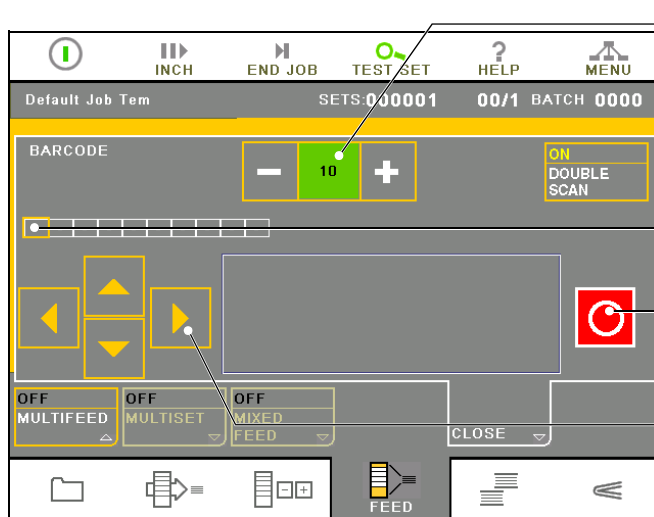 INCH END JOB TEST SET HELP MENU
Default Job Tem SETS:000001 00/1 BATCH 0000
BARCODE
10
ON
DOUBLE
SCAN
OFF OFF OFF
MULTIFEED MULTISET MIXED
FEED
CLOSE
FEED